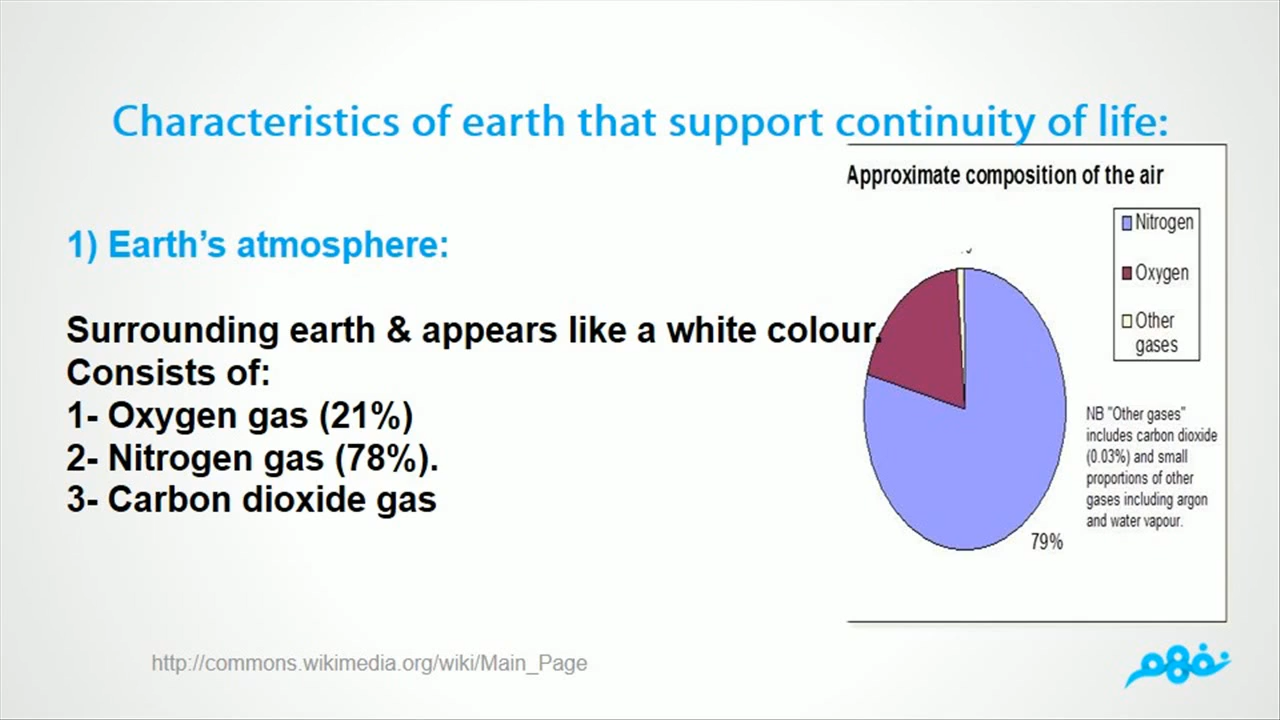 Characteristics of earth that support continuity of life:
1) Earth’s atmosphere:
Surrounding earth & appears like a white colour.
Consists of:
1- Oxygen gas (21%)
2- Nitrogen gas (78%).
3- Carbon dioxide gas
Approximate composition of the air
Nitrogen
Oxygen
Other
gases
NB "Other gases"
includes carbon dioxide
(0.03%) and small
proportions of other
gases including argon
and water vapour.
79%
http://commons.wikimedia.org/wiki/Main_Page
نفهم